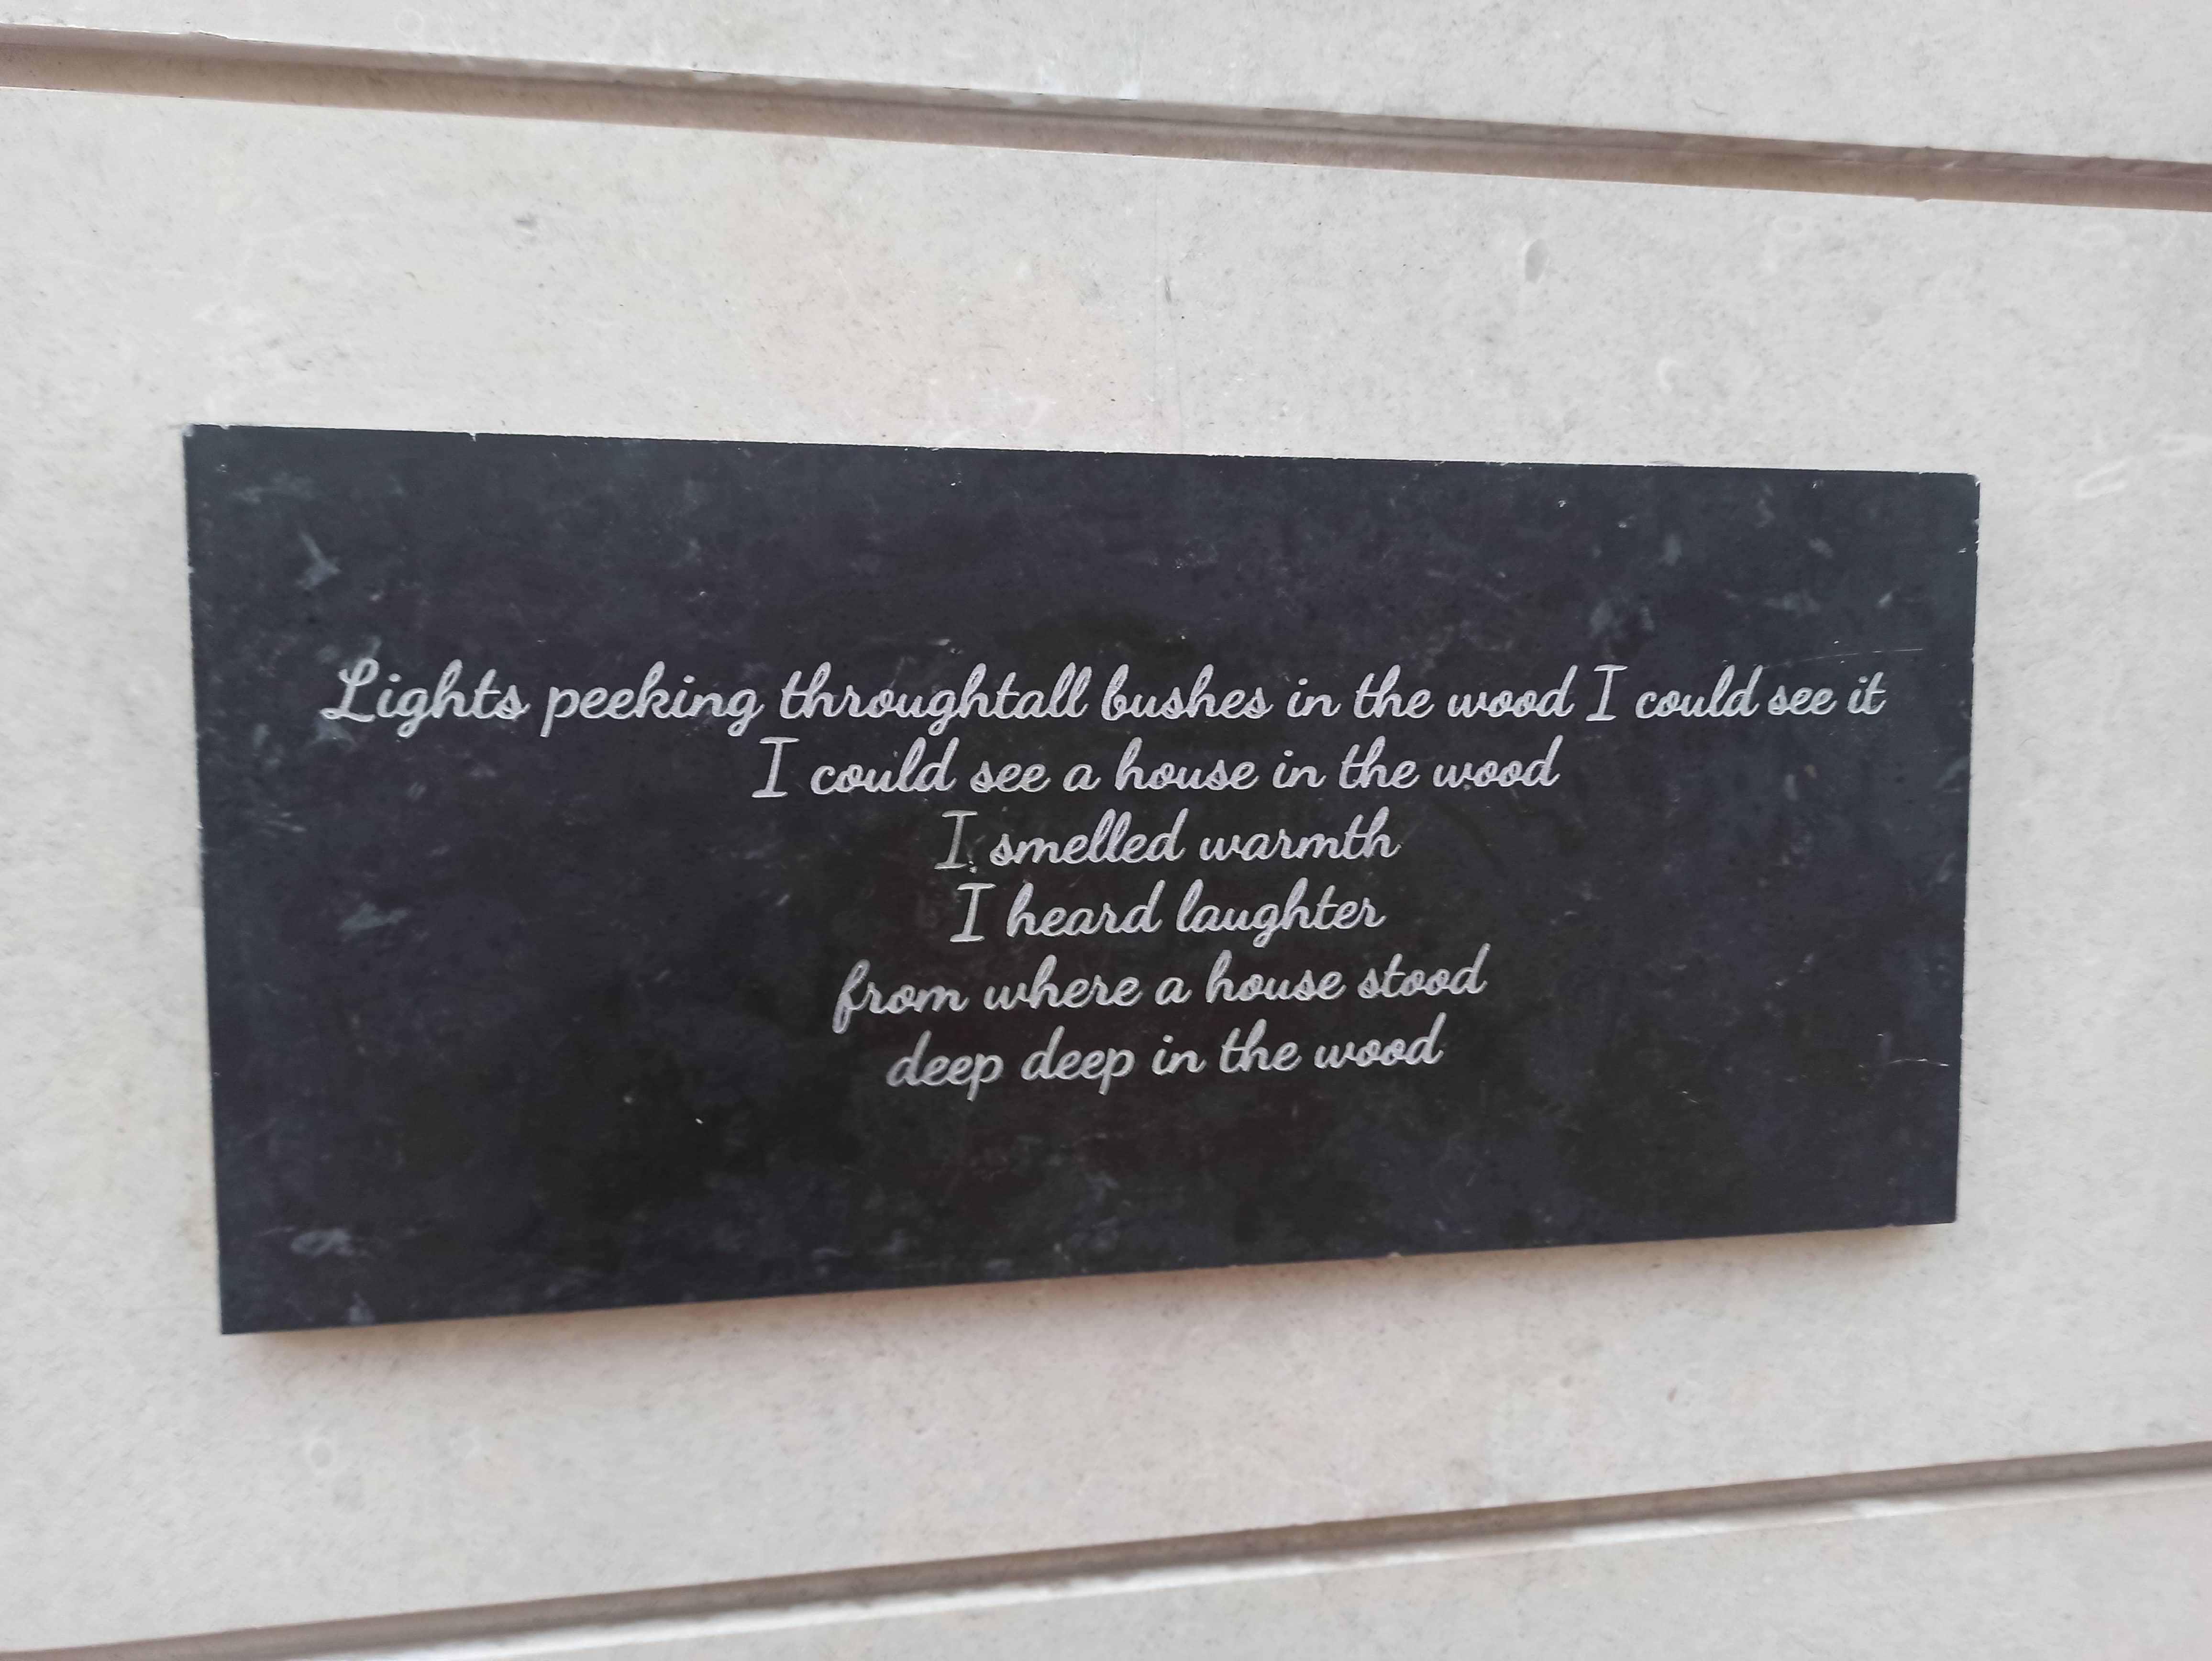 Lights peeking throughtall bushes in the wood I could see it
I could see a house in the wood
I smelled warmth
I heard laughter
from where a house stood
deep deep in the wood